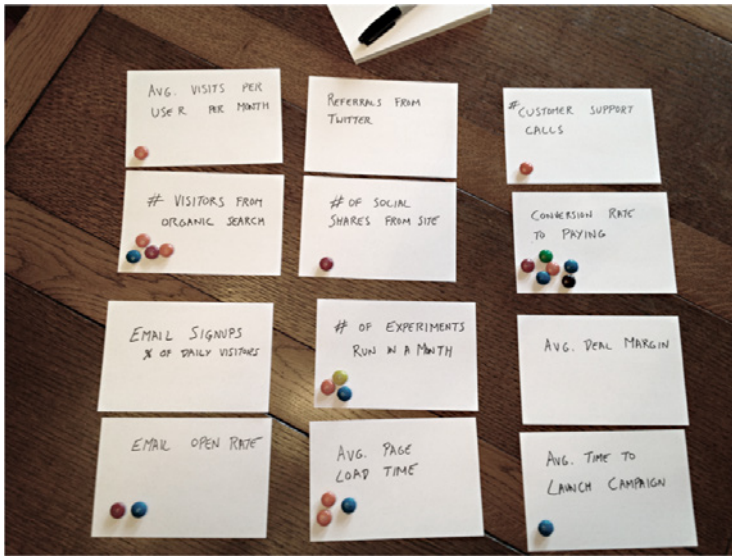 AVG. VISITS PER
USER PER MONTH
REFERRALS FROM
TWITTER
# CUSTOMER SUPPORT
CALLS
# VISITORS FROM
ORGANIC SEARCH
# OF SOCIAL
SHARES FROM SITE
CONVERSION RATE
TO PAYING
EMAIL SIGNUPS
% OF DAILY VISITORS
# OF EXPERIMENTS
RUN IN A MONTH
AVG. DEAL MARGIN
EMAIL OPEN RATE
AVG. PAGE
LOAD TIME
AVG. TIME TO
LAUNCH CAMPAIGN